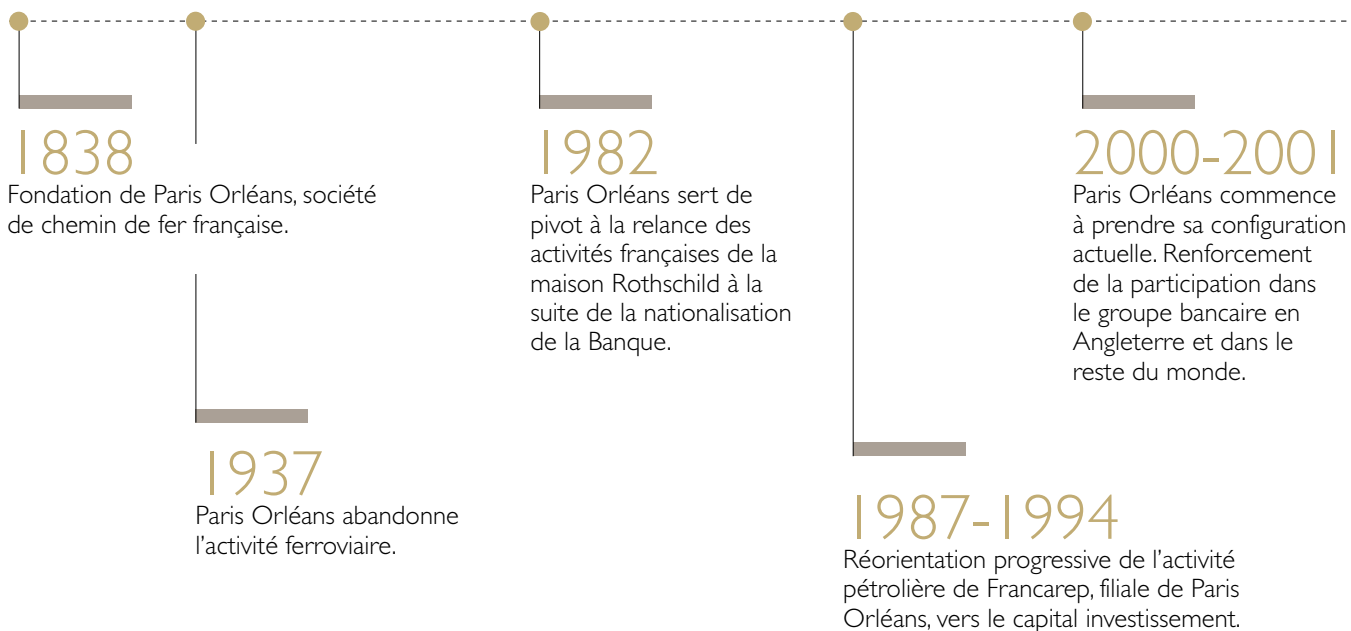 1838
Fondation de Paris Orléans, société
de chemin de fer française.
1937
Paris Orléans abandonne
l’activité ferroviaire.
1982
Paris Orléans sert de
pivot à la relance des
activités françaises de la
maison Rothschild à la
suite de la nationalisation
de la Banque.
1987-1994
Réorientation progressive de l’activité
pétrolière de Francarep, filiale de Paris
Orléans, vers le capital investissement.
2000-2001
Paris Orléans commence
à prendre sa configuration
actuelle. Renforcement
de la participation dans
le groupe bancaire en
Angleterre et dans le
reste du monde.